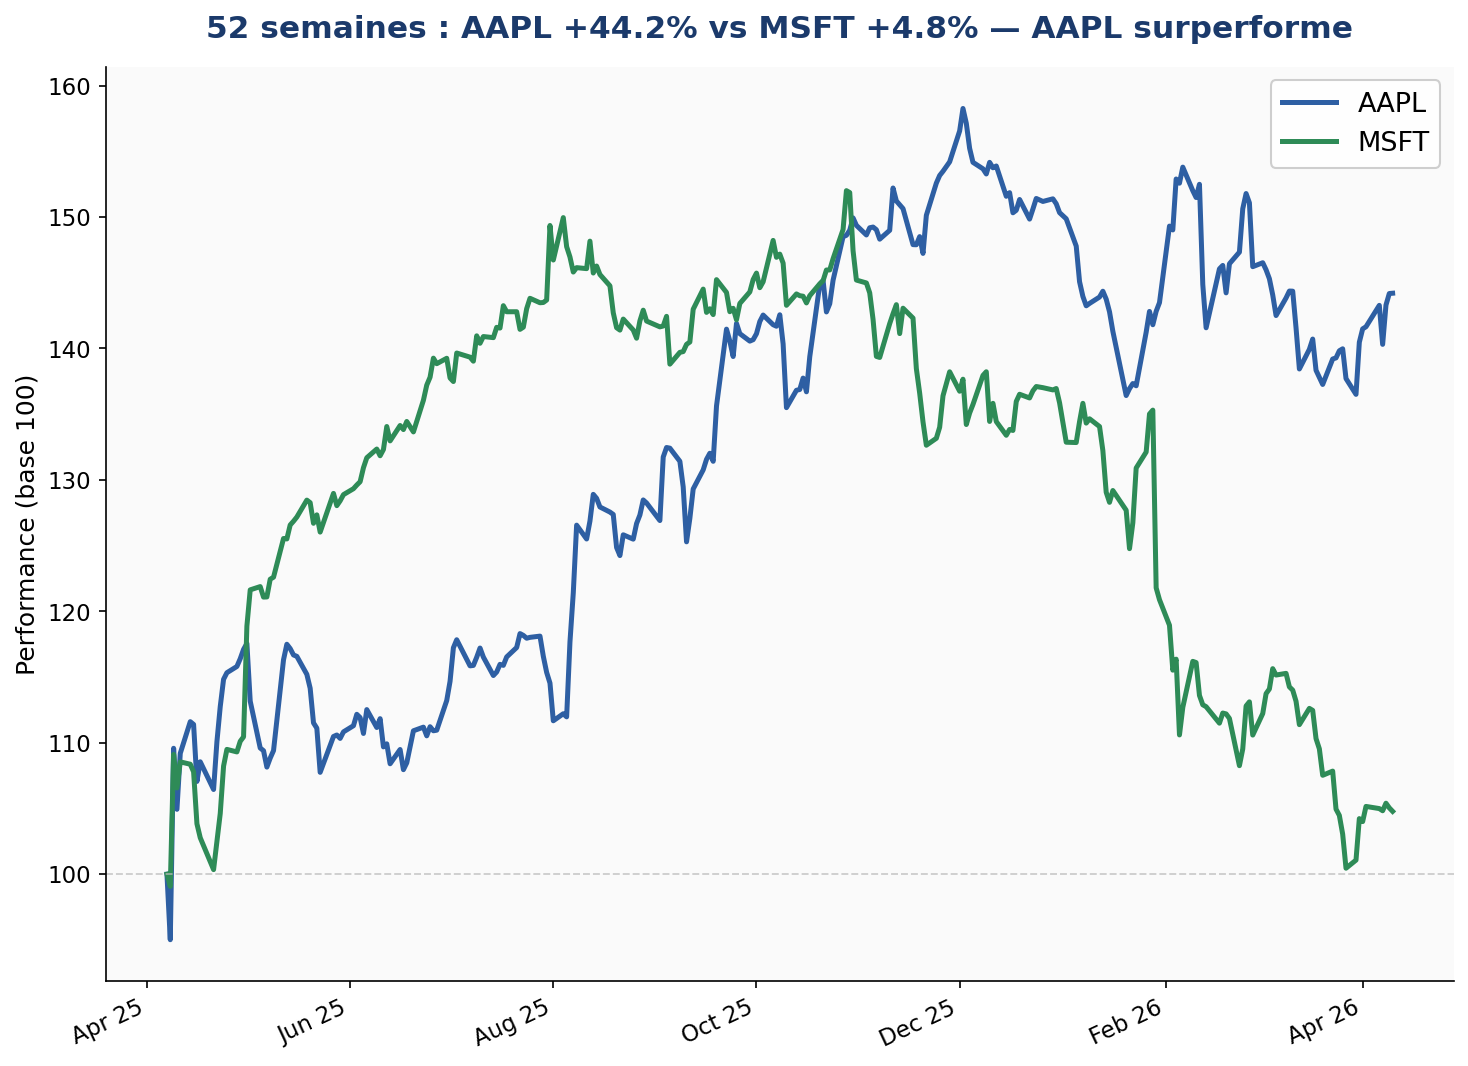 52 semaines : AAPL +44.2% vs MSFT +4.8% — AAPL surperforme
AAPL
MSFT
Performance (base 100)
160
150
140
130
120
110
100
Apr 25
Jun 25
Aug 25
Oct 25
Dec 25
Feb 26
Apr 26